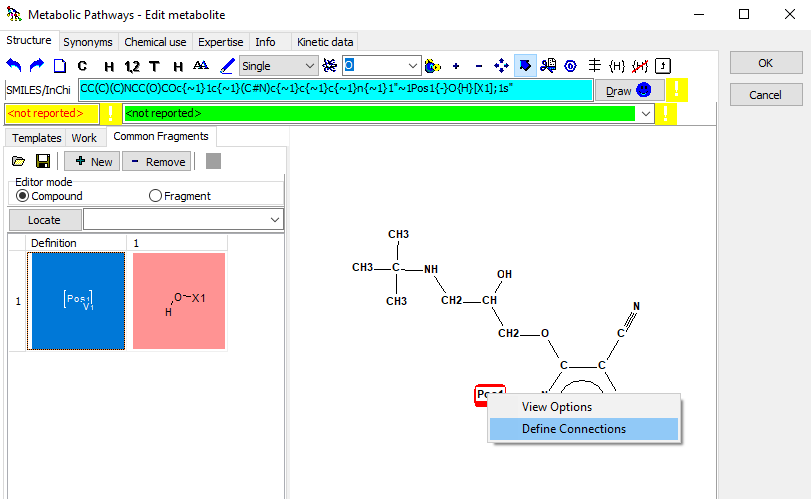 Metabolic Pathways - Edit metabolite
Structure Synonyms Chemical use Expertise Info Kinetic data
C H 1,2 T H AA Single O + - {H} {H}
OK
SMILES/InChi CC(C)(C)NCC(O)COc{~1}1c{~1}(C#N)c{~1}c{~1}c{~1}n{~1}1"~1Pos1{-}O{H}[X1];1s" Draw !
Cancel
<not reported> ! <not reported> !
Templates Work Common Fragments
+ New - Remove
Editor mode
Compound Fragment
Locate
Definition 1
1 [Pos1] V1 O~X1 H
CH3
CH3 C NH OH
CH3 CH2 CH
CH2 O N
C
C C
Pos1
View Options
Define Connections